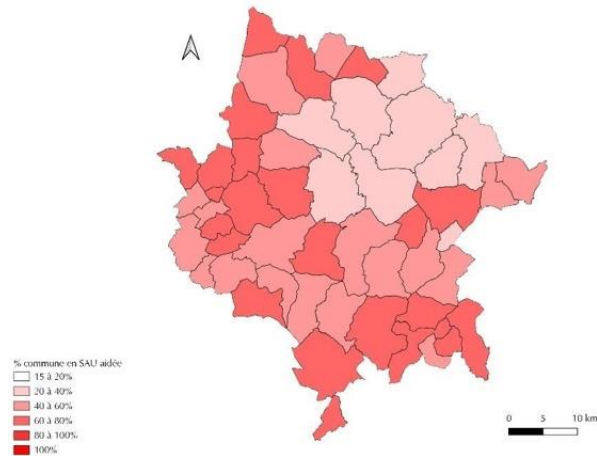 % commune en SAU aidée
15 à 20%
20 à 40%
40 à 60%
60 à 80%
80 à 100%
100%
0 5 10 km